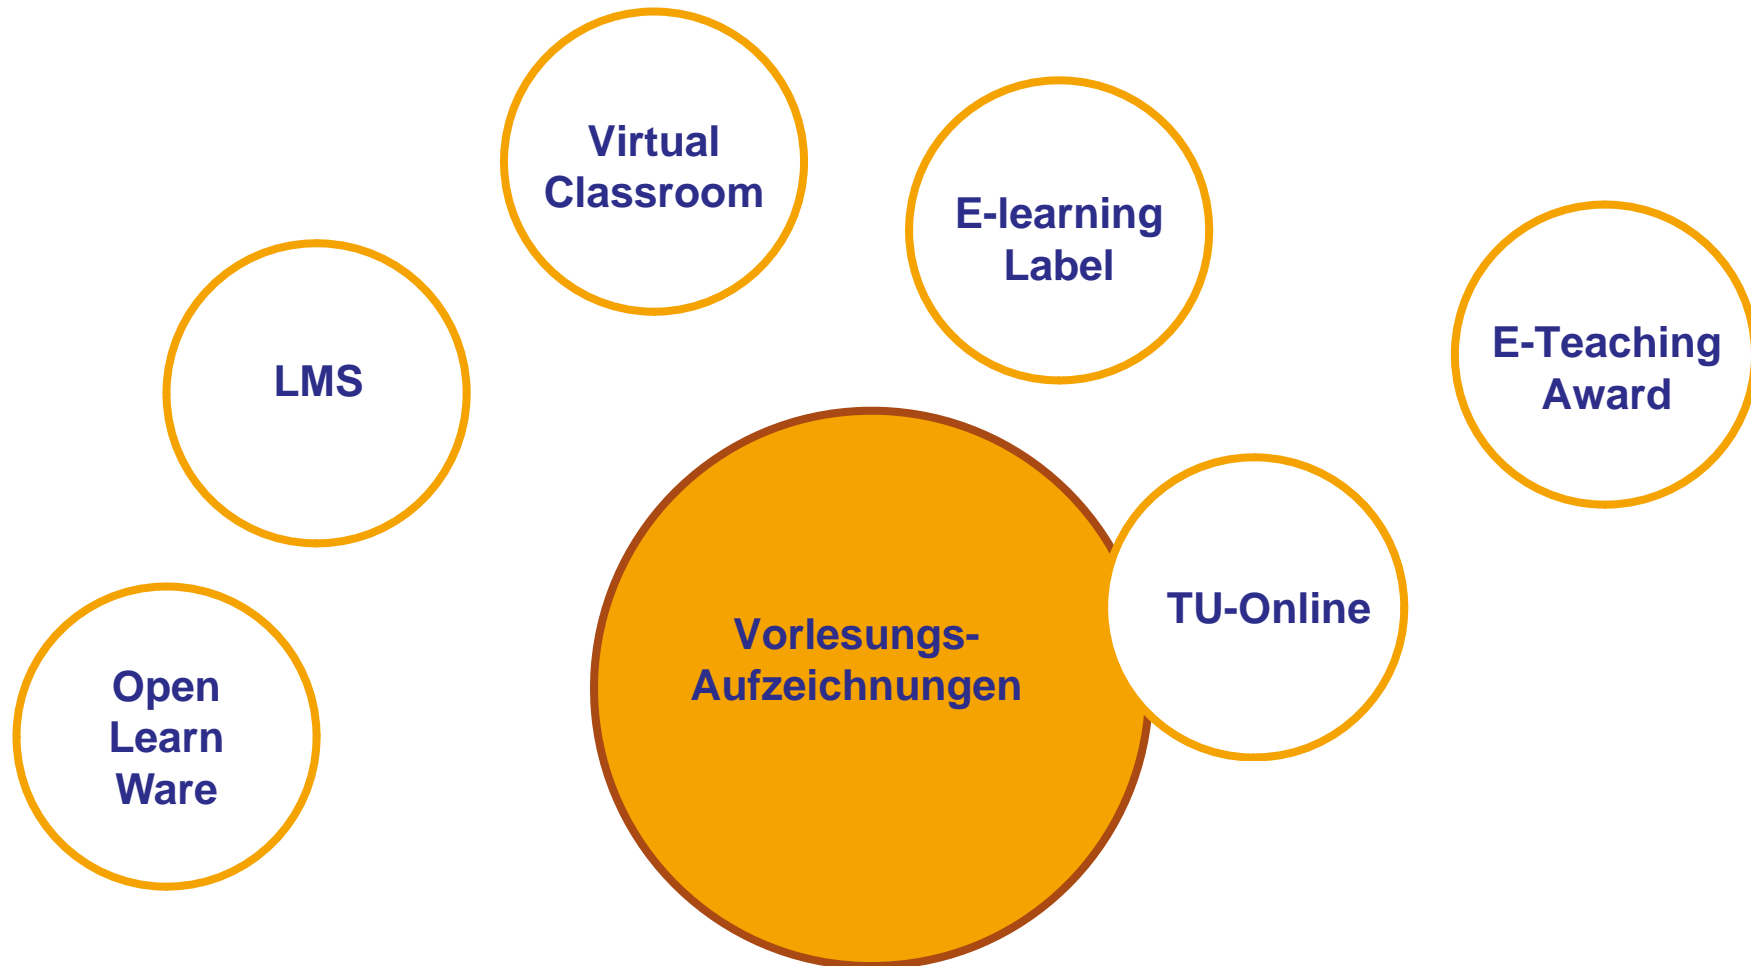 Virtual
Classroom
E-learning
Label
E-Teaching
Award
LMS
TU-Online
Vorlesungs-
Aufzeichnungen
Open
Learn
Ware